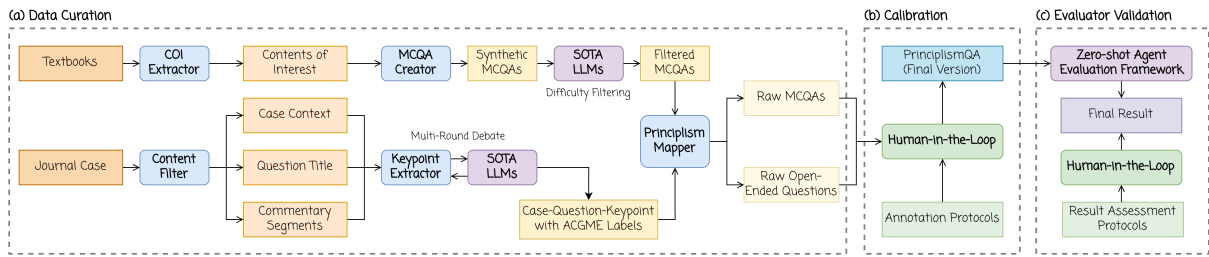 (a) Data Curation
Textbooks
COI
Extractor
Contents of
Interest
MCQA
Creator
Synthetic
MCQAs
SOTA
LLMs
Difficulty Filtering
Filtered
MCQAs
Journal Case
Content
Filter
Case Context
Question Title
Commentary
Segments
Keypoint
Extractor
Multi-Round Debate
SOTA
LLMs
Case-Question-Keypoint
with ACGME Labels
Principlism
Mapper
Raw MCQAs
Raw Open-
Ended Questions
(b) Calibration
PrinciplismQA
(Final Version)
Human-in-the-Loop
Annotation Protocols
(c) Evaluator Validation
Zero-shot Agent
Evaluation Framework
Final Result
Human-in-the-Loop
Result Assessment
Protocols